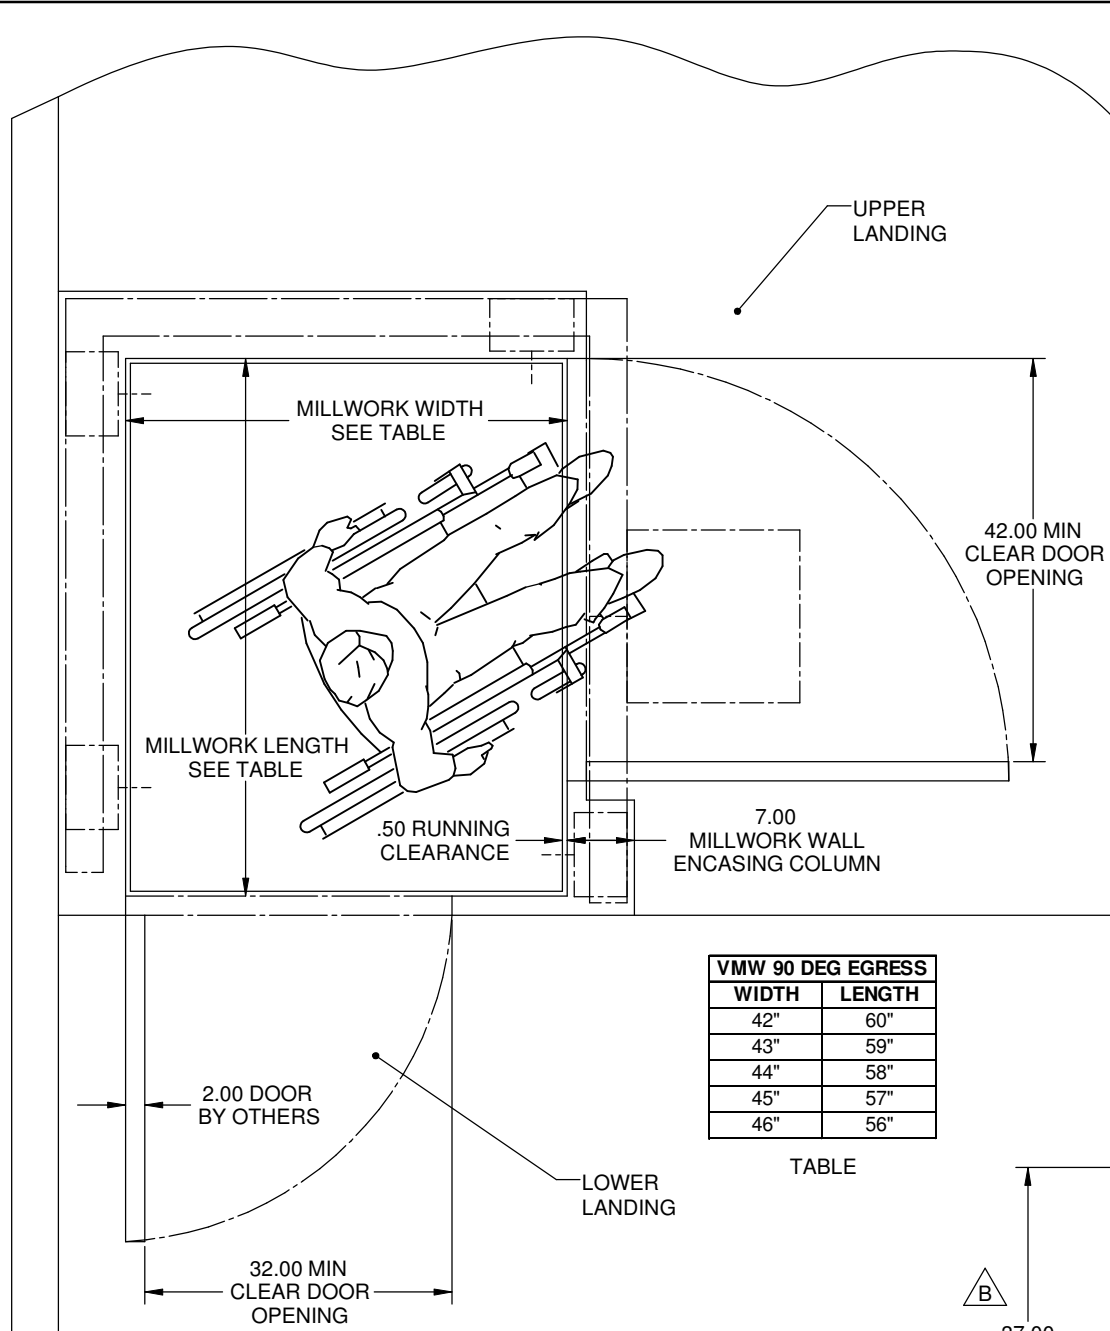 UPPER
LANDING
MILLWORK WIDTH
SEE TABLE
42.00 MIN
CLEAR DOOR
OPENING
MILLWORK LENGTH
SEE TABLE
.50 RUNNING
CLEARANCE
7.00
MILLWORK WALL
ENCASING COLUMN
VMW 90 DEG EGRESS
WIDTH LENGTH
42" 60"
43" 59"
44" 58"
45" 57"
46" 56"
TABLE
2.00 DOOR
BY OTHERS
LOWER
LANDING
32.00 MIN
CLEAR DOOR
OPENING
B